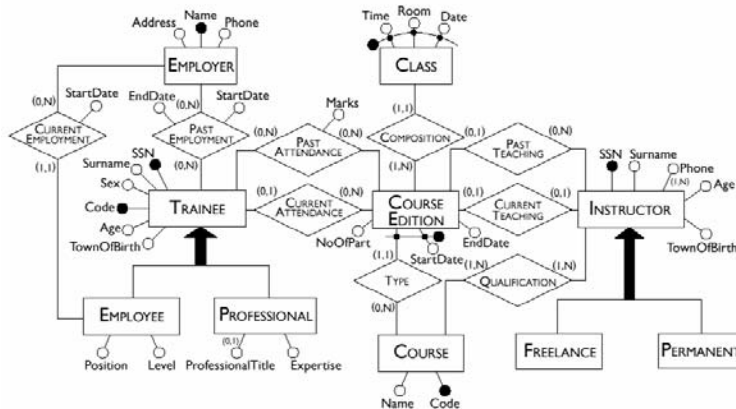 Name
Address
Phone
EMPLOYER
Time
Room
Date
CLASS
(0,N)
StartDate
CURRENT EMPLOYMENT
(1,1)
(0,N)
EndDate
StartDate
PAST EMPLOYMENT
(0,N)
Marks
(0,N)
PAST ATTENDANCE
(0,N)
(1,1)
COMPOSITION
(1,N)
(0,1)
PAST TEACHING
(0,N)
SSN
Surname
Sex
Code
Age
TownOfBirth
TRAINEE
(0,1)
CURRENT ATTENDANCE
(0,N)
COURSE EDITION
NoOfPart
StartDate
EndDate
(0,1)
CURRENT TEACHING
(0,1)
SSN
Surname
Phone
(1,N)
Age
INSTRUCTOR
TownOfBirth
(1,1)
TYPE
(0,N)
(1,N)
QUALIFICATION
(1,N)
EMPLOYEE
Position
Level
PROFESSIONAL
(0,1)
ProfessionalTitle
Expertise
COURSE
Name
Code
FREELANCE
PERMANENT